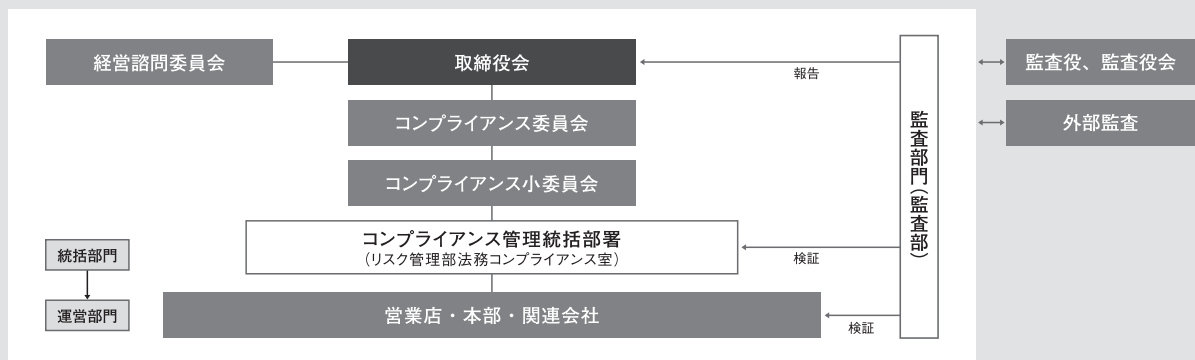 経営諮問委員会
取締役会
報告
監査役、監査役会
コンプライアンス委員会
外部監査
監査部門(監査部)
コンプライアンス小委員会
コンプライアンス管理統括部署
(リスク管理部法務コンプライアンス室)
検証
統括部門
運営部門
営業店・本部・関連会社
検証